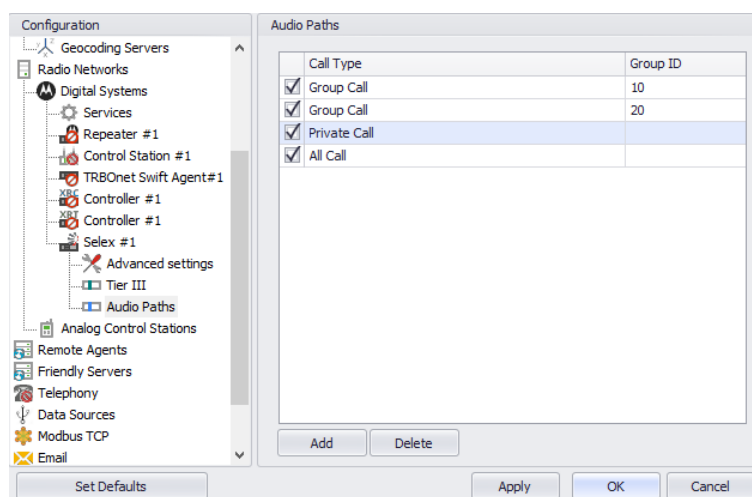 Configuration
Geocoding Servers
Radio Networks
Digital Systems
Services
Repeater #1
Control Station #1
TRBOnet Swift Agent#1
XRC
Controller #1
XRT
Controller #1
Selex #1
Advanced settings
Tier III
Audio Paths
Analog Control Stations
Remote Agents
Friendly Servers
Telephony
Data Sources
Modbus TCP
Email
Set Defaults
Audio Paths
Call Type Group ID
Group Call 10
Group Call 20
Private Call
All Call
Add Delete
Apply OK Cancel